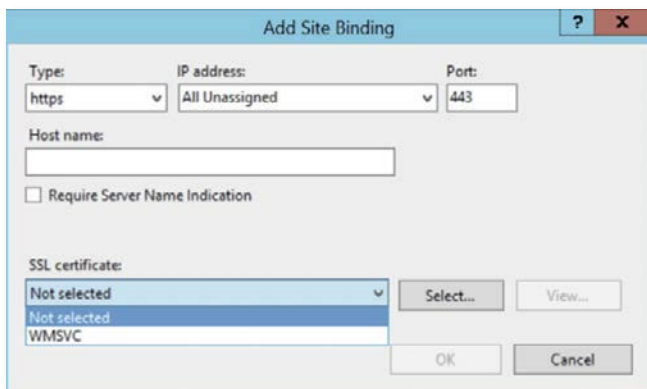 Add Site Binding
? x
Type: IP address: Port:
https All Unassigned 443
Host name:
Require Server Name Indication
SSL certificate:
Not selected Select... View...
Not selected
WMSVC
OK Cancel